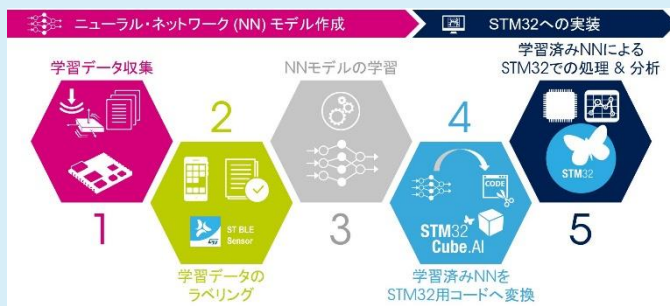 ニューラル・ネットワーク (NN) モデル作成
STM32への実装
学習データ収集
1
2
ST BLE
Sensor
学習データの
ラベリング
NNモデルの学習
3
4
CODE
STM32
Cube.AI
学習済みNNを
STM32用コードへ変換
学習済みNNによる
STM32での処理 & 分析
STM32
5